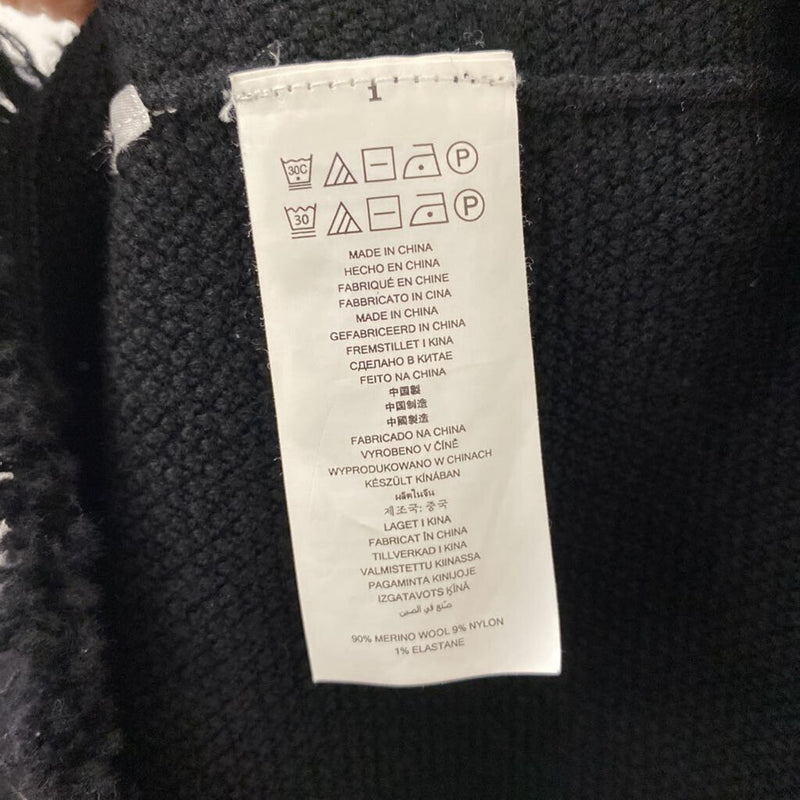 1
30C P
30 P
MADE IN CHINA
HECHO EN CHINA
FABRIQUÉ EN CHINE
FABBRICATO IN CINA
MADE IN CHINA
GEFABRICEERD IN CHINA
FREMSTILLET I KINA
СДЕЛАНО В КИТАЕ
FEITO NA CHINA
中国製
中国制造
中國製造
FABRICADO NA CHINA
VYROBENO V ČÍNĚ
WYPRODUKOWANO W CHINACH
KÉSZÜLT KÍNÁBAN
ผลิตในจีน
제조국: 중국
LAGET I KINA
FABRICAT ÎN CHINA
TILLVERKAD I KINA
VALMISTETTU KIINASSA
PAGAMINTA KINIJOJE
IZGATAVOTS ĶĪNĀ
صنع في الصين
90% MERINO WOOL 9% NYLON
1% ELASTANE